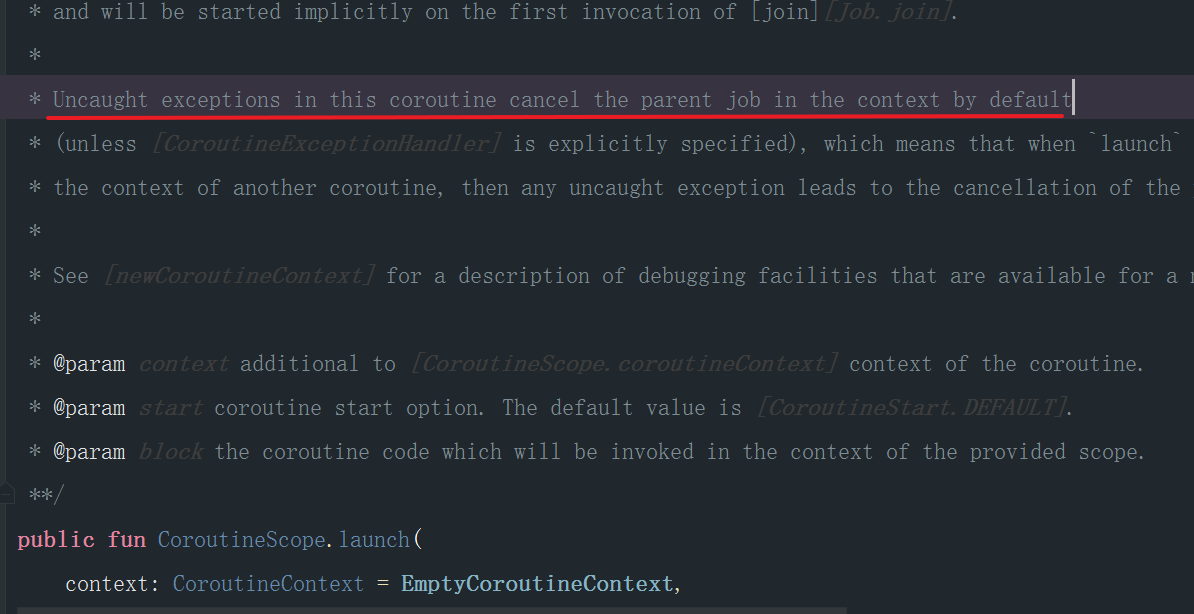 * and will be started implicitly on the first invocation of [join][Job.join].
*
* Uncaught exceptions in this coroutine cancel the parent job in the context by default
* (unless [CoroutineExceptionHandler] is explicitly specified), which means that when `launch`
* the context of another coroutine, then any uncaught exception leads to the cancellation of the
*
* See [newCoroutineContext] for a description of debugging facilities that are available for a
*
* @param context additional to [CoroutineScope.coroutineContext] context of the coroutine.
* @param start coroutine start option. The default value is [CoroutineStart.DEFAULT].
* @param block the coroutine code which will be invoked in the context of the provided scope.
**/
public fun CoroutineScope.launch(
context: CoroutineContext = EmptyCoroutineContext,